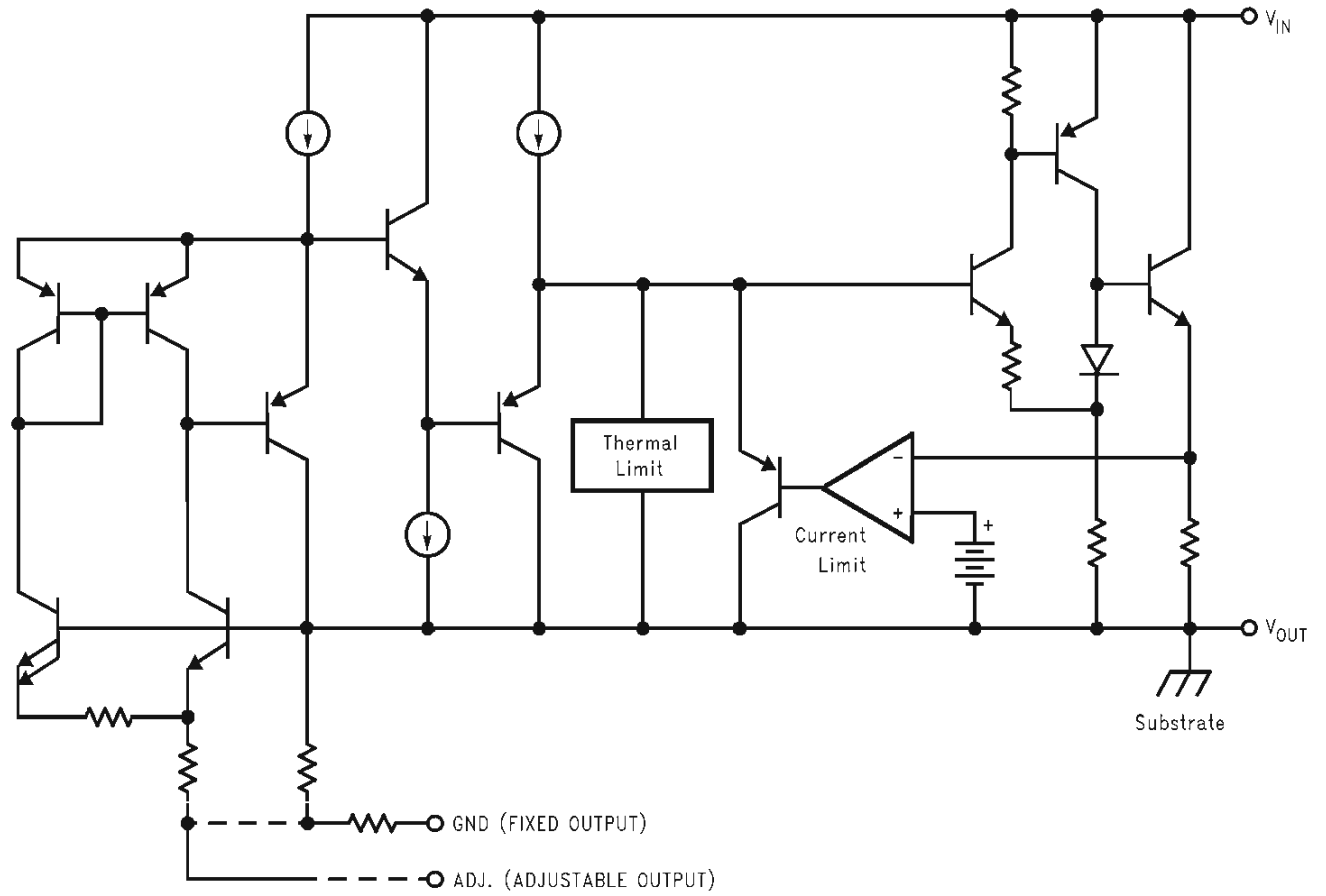 V_IN
Thermal
Limit
−
+
+
Current
Limit
V_OUT
Substrate
GND (FIXED OUTPUT)
ADJ. (ADJUSTABLE OUTPUT)